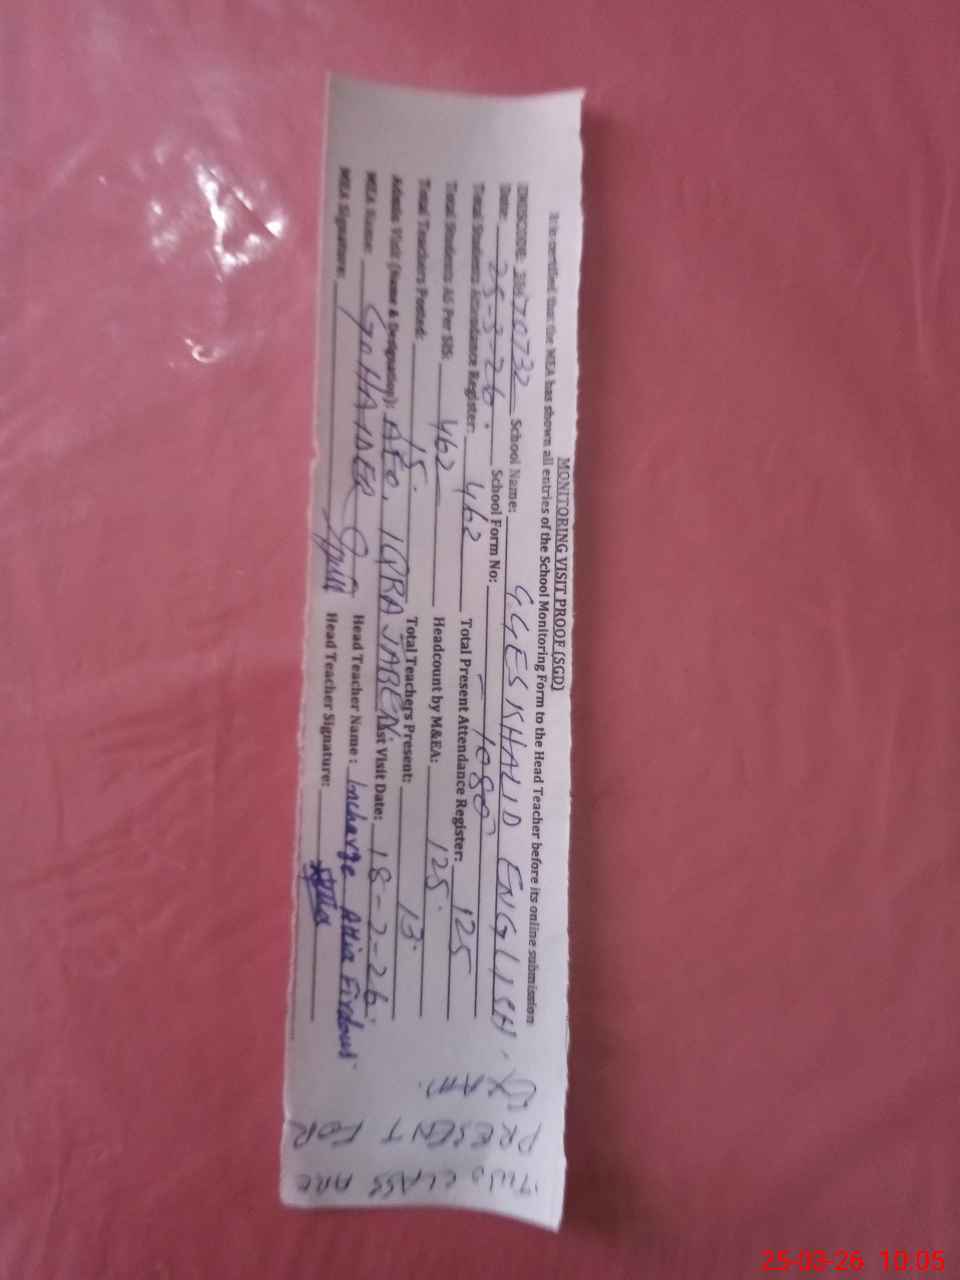 MONITORING VISIT PROOF (SGD)
It is certified that the MEA has shown all entries of the School Monitoring Form to the Head Teacher before its online submission
EMISCODE: 38470732 School Name: GGES KHALID ENGLISH.
Date: 25-3-26. School Form No: 1080
Total Students Attendance Register: 462 Total Present Attendance Register: 125
Total Students AS Per SIS: 462 Headcount by M&EA: 125
Total Teachers Posted: 15. Total Teachers Present: 13
Admin Visit (Name & Designation): AEO, IQRA JABEEN. Last Visit Date: 18-2-26.
MEA Name: HAIDER Head Teacher Name: Incharge Attia Firdous
MEA Signature: Head Teacher Signature: Attia
TWO CLASS ARE
PRESENT FOR
25-03-26 10:05